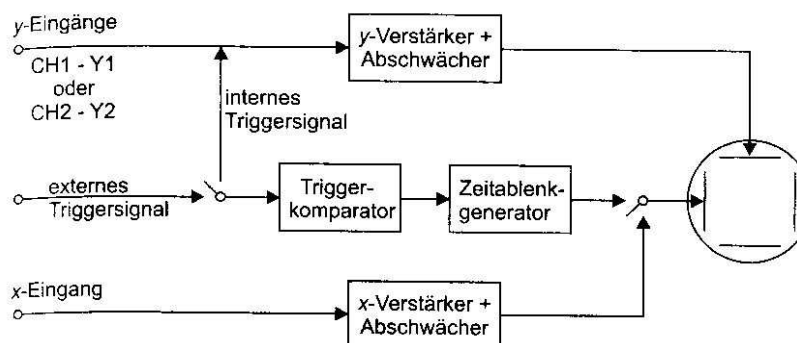 y-Eingänge
CH1 - Y1
oder
CH2 - Y2
y-Verstärker +
Abschwächer
internes
Triggersignal
externes
Triggersignal
Trigger-
komparator
Zeitablenk-
generator
x-Eingang
x-Verstärker +
Abschwächer